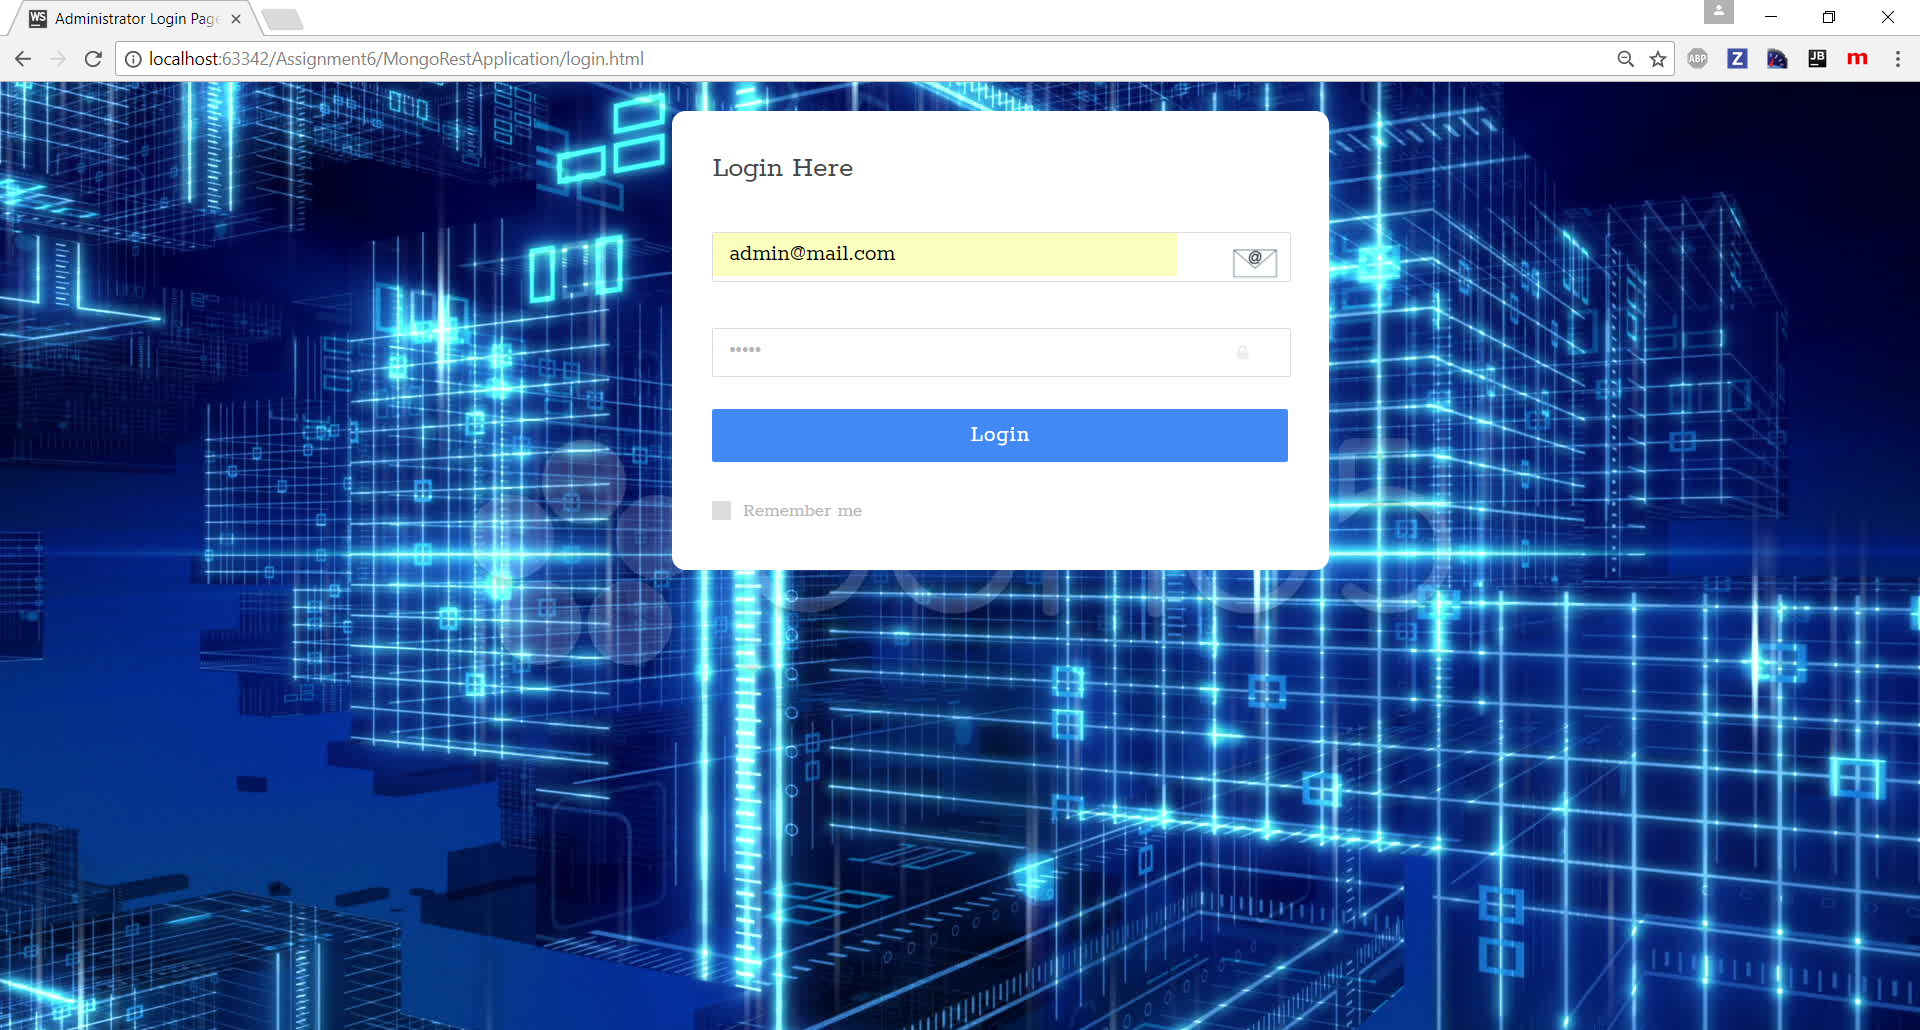 WS Administrator Login Pag
localhost:63342/Assignment6/MongoRestApplication/login.html
ABP Z JB m
Login Here
admin@mail.com
@
•••••
Login
Remember me